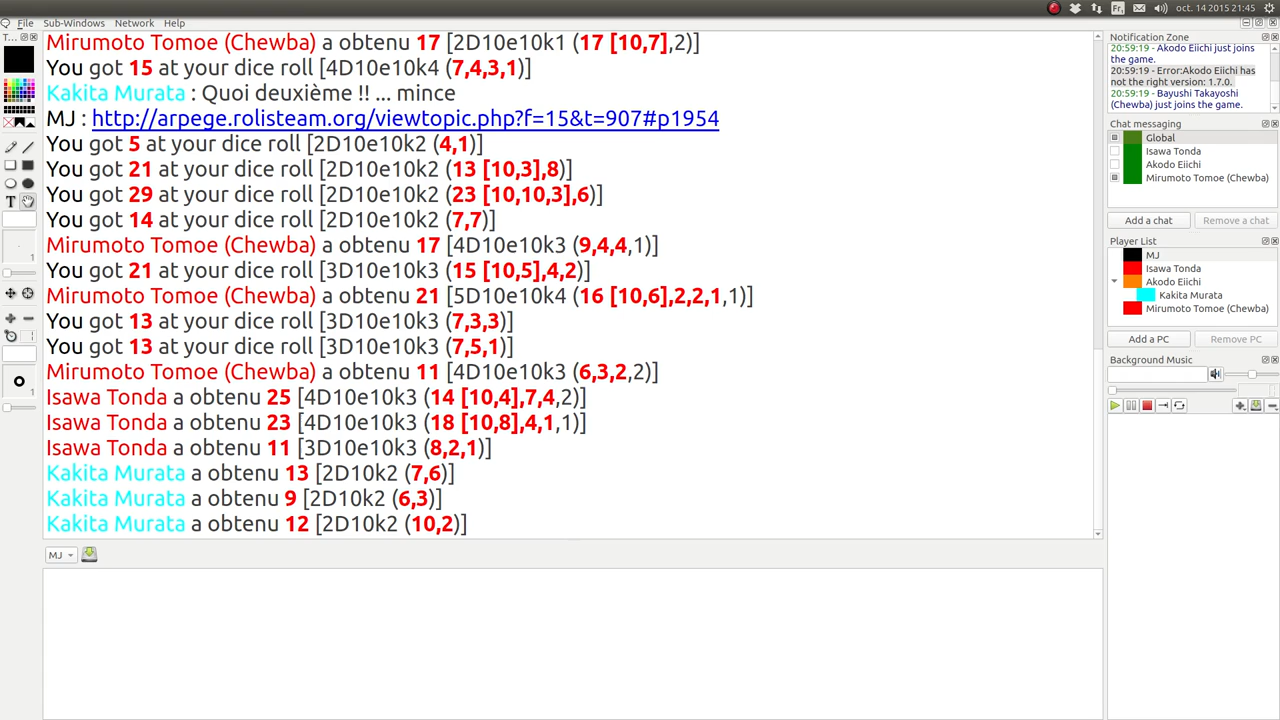 oct. 14 2015 21:45
File Sub-Windows Network Help
T...
Mirumoto Tomoe (Chewba) a obtenu 17 [2D10e10k1 (17 [10,7],2)]
You got 15 at your dice roll [4D10e10k4 (7,4,3,1)]
Kakita Murata : Quoi deuxième !! ... mince
MJ : http://arpege.rolisteam.org/viewtopic.php?f=15&t=907#p1954
You got 5 at your dice roll [2D10e10k2 (4,1)]
You got 21 at your dice roll [2D10e10k2 (13 [10,3],8)]
You got 29 at your dice roll [2D10e10k2 (23 [10,10,3],6)]
You got 14 at your dice roll [2D10e10k2 (7,7)]
Mirumoto Tomoe (Chewba) a obtenu 17 [4D10e10k3 (9,4,4,1)]
You got 21 at your dice roll [3D10e10k3 (15 [10,5],4,2)]
Mirumoto Tomoe (Chewba) a obtenu 21 [5D10e10k4 (16 [10,6],2,2,1,1)]
You got 13 at your dice roll [3D10e10k3 (7,3,3)]
You got 13 at your dice roll [3D10e10k3 (7,5,1)]
Mirumoto Tomoe (Chewba) a obtenu 11 [4D10e10k3 (6,3,2,2)]
Isawa Tonda a obtenu 25 [4D10e10k3 (14 [10,4],7,4,2)]
Isawa Tonda a obtenu 23 [4D10e10k3 (18 [10,8],4,1,1)]
Isawa Tonda a obtenu 11 [3D10e10k3 (8,2,1)]
Kakita Murata a obtenu 13 [2D10k2 (7,6)]
Kakita Murata a obtenu 9 [2D10k2 (6,3)]
Kakita Murata a obtenu 12 [2D10k2 (10,2)]
MJ
T
1
1
Notification Zone
20:59:19 - Akodo Eiichi just joins
the game.
20:59:19 - Error:Akodo Eiichi has
not the right version: 1.7.0.
20:59:19 - Bayushi Takayoshi
(Chewba) just joins the game.
Chat messaging
Global
Isawa Tonda
Akodo Eiichi
Mirumoto Tomoe (Chewba)
Add a chat Remove a chat
Player List
MJ
Isawa Tonda
Akodo Eiichi
Kakita Murata
Mirumoto Tomoe (Chewba)
Add a PC Remove PC
Background Music